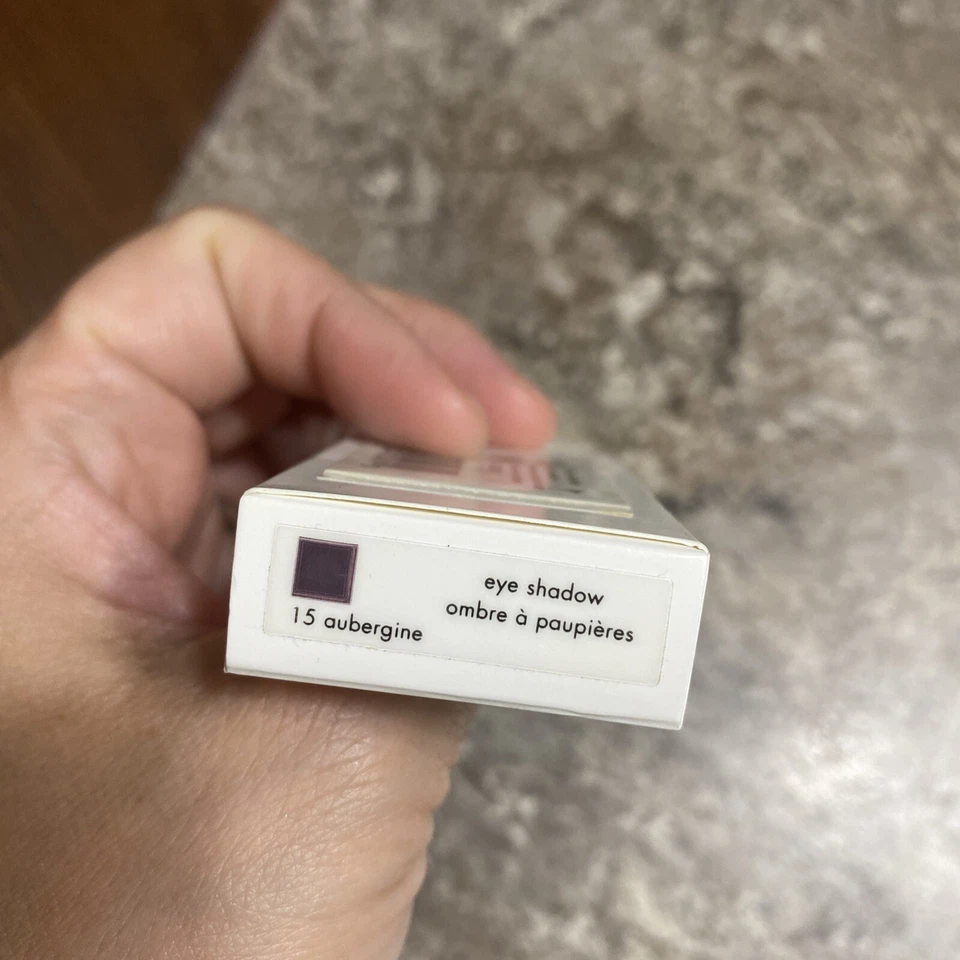 eye shadow
ombre à paupières
15 aubergine